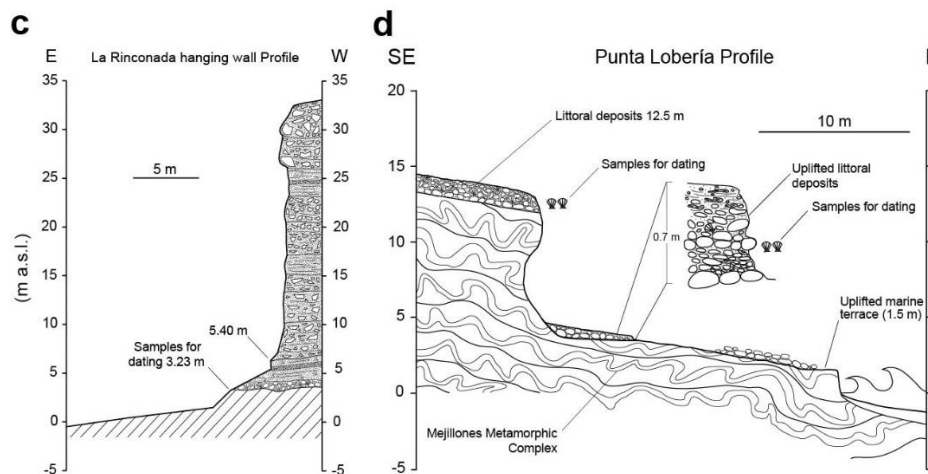 c
E
La Rinconada hanging wall Profile
W
35
30
25
20
15
10
5
0
-5
(m a.s.l.)
5 m
5.40 m
Samples for
dating 3.23 m
35
30
25
20
15
10
5
0
-5
d
SE
Punta Lobería Profile
20
15
10
5
0
-5
Littoral deposits 12.5 m
10 m
Samples for dating
Uplifted littoral
deposits
Samples for dating
0.7 m
Uplifted marine
terrace (1.5 m)
Mejillones Metamorphic
Complex